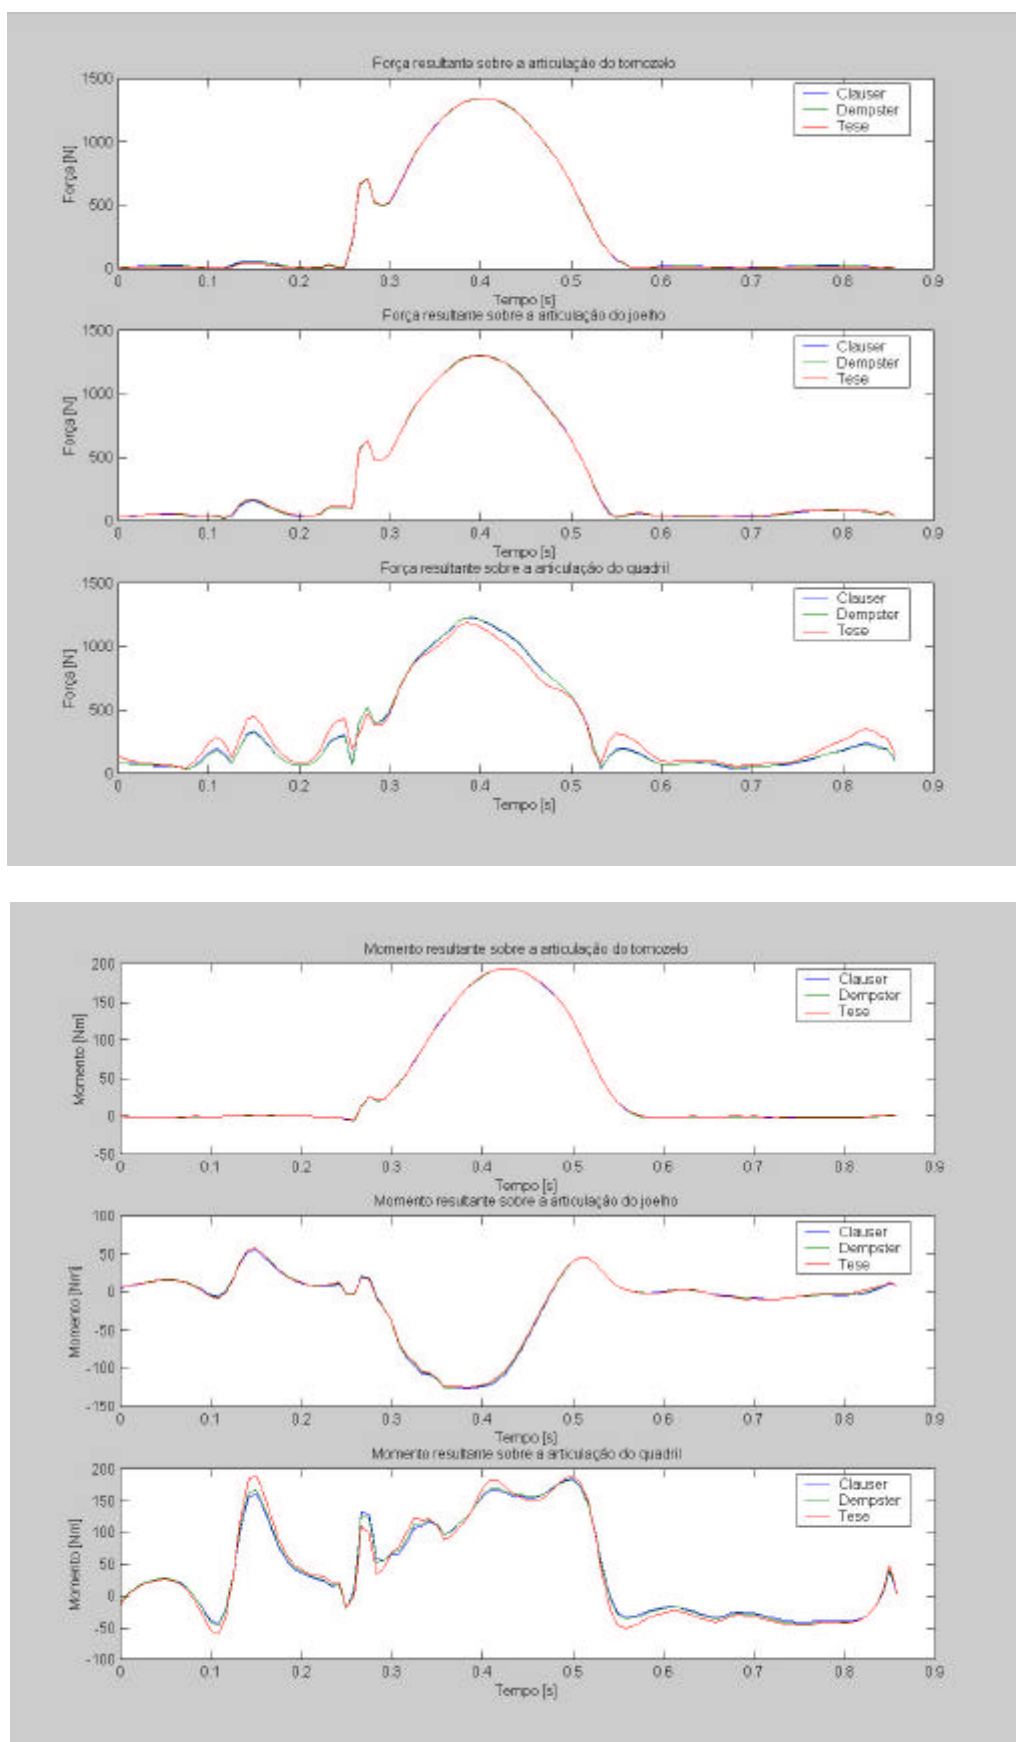 Força resultante sobre a articulação do tornozelo
1500
1000
500
0
Força [N]
Clauser
Dempster
Tese
0 0.1 0.2 0.3 0.4 0.5 0.6 0.7 0.8 0.9
Tempo [s]
Força resultante sobre a articulação do joelho
1500
1000
500
0
Força [N]
Clauser
Dempster
Tese
0 0.1 0.2 0.3 0.4 0.5 0.6 0.7 0.8 0.9
Tempo [s]
Força resultante sobre a articulação do quadril
1500
1000
500
0
Força [N]
Clauser
Dempster
Tese
0 0.1 0.2 0.3 0.4 0.5 0.6 0.7 0.8 0.9
Tempo [s]
Momento resultante sobre a articulação do tornozelo
200
150
100
50
0
-50
Momento [Nm]
Clauser
Dempster
Tese
0 0.1 0.2 0.3 0.4 0.5 0.6 0.7 0.8 0.9
Tempo [s]
Momento resultante sobre a articulação do joelho
100
50
0
-50
-100
-150
Momento [Nm]
Clauser
Dempster
Tese
0 0.1 0.2 0.3 0.4 0.5 0.6 0.7 0.8 0.9
Tempo [s]
Momento resultante sobre a articulação do quadril
200
150
100
50
0
-50
-100
Momento [Nm]
Clauser
Dempster
Tese
0 0.1 0.2 0.3 0.4 0.5 0.6 0.7 0.8 0.9
Tempo [s]